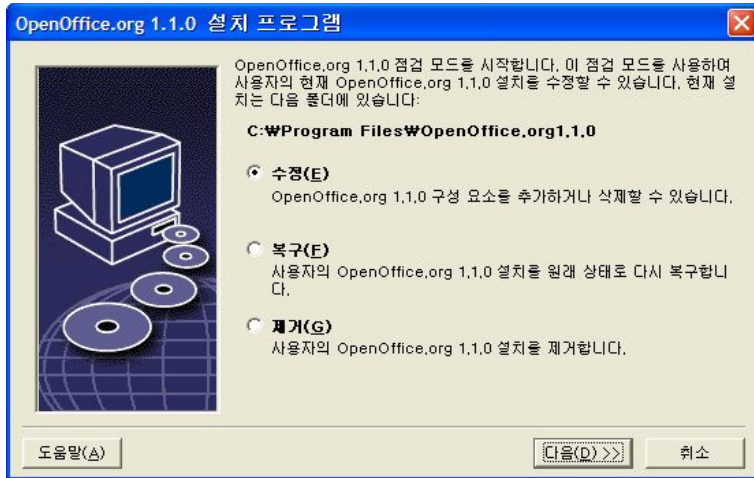 OpenOffice.org 1.1.0 설치 프로그램
OpenOffice.org 1.1.0 점검 모드를 시작합니다. 이 점검 모드를 사용하여
사용자의 현재 OpenOffice.org 1.1.0 설치를 수정할 수 있습니다. 현재 설
치는 다음 폴더에 있습니다:
C:₩Program Files₩OpenOffice.org1.1.0
수정(E)
OpenOffice.org 1.1.0 구성 요소를 추가하거나 삭제할 수 있습니다.
복구(F)
사용자의 OpenOffice.org 1.1.0 설치를 원래 상태로 다시 복구합니
다.
제거(G)
사용자의 OpenOffice.org 1.1.0 설치를 제거합니다.
도움말(A)
다음(D) >>
취소